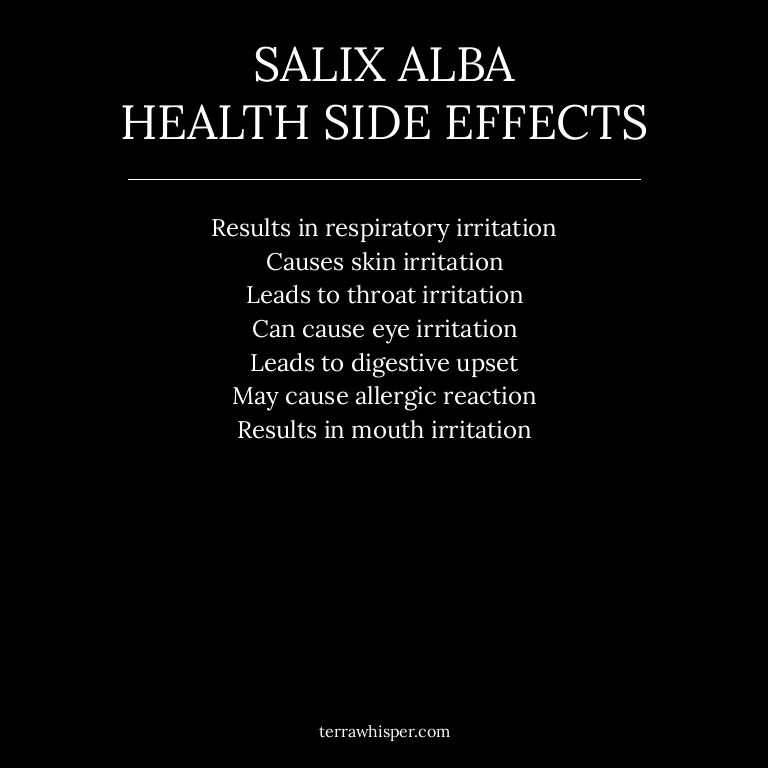 SALIX ALBA
HEALTH SIDE EFFECTS
Results in respiratory irritation
Causes skin irritation
Leads to throat irritation
Can cause eye irritation
Leads to digestive upset
May cause allergic reaction
Results in mouth irritation
terrawhisper.com